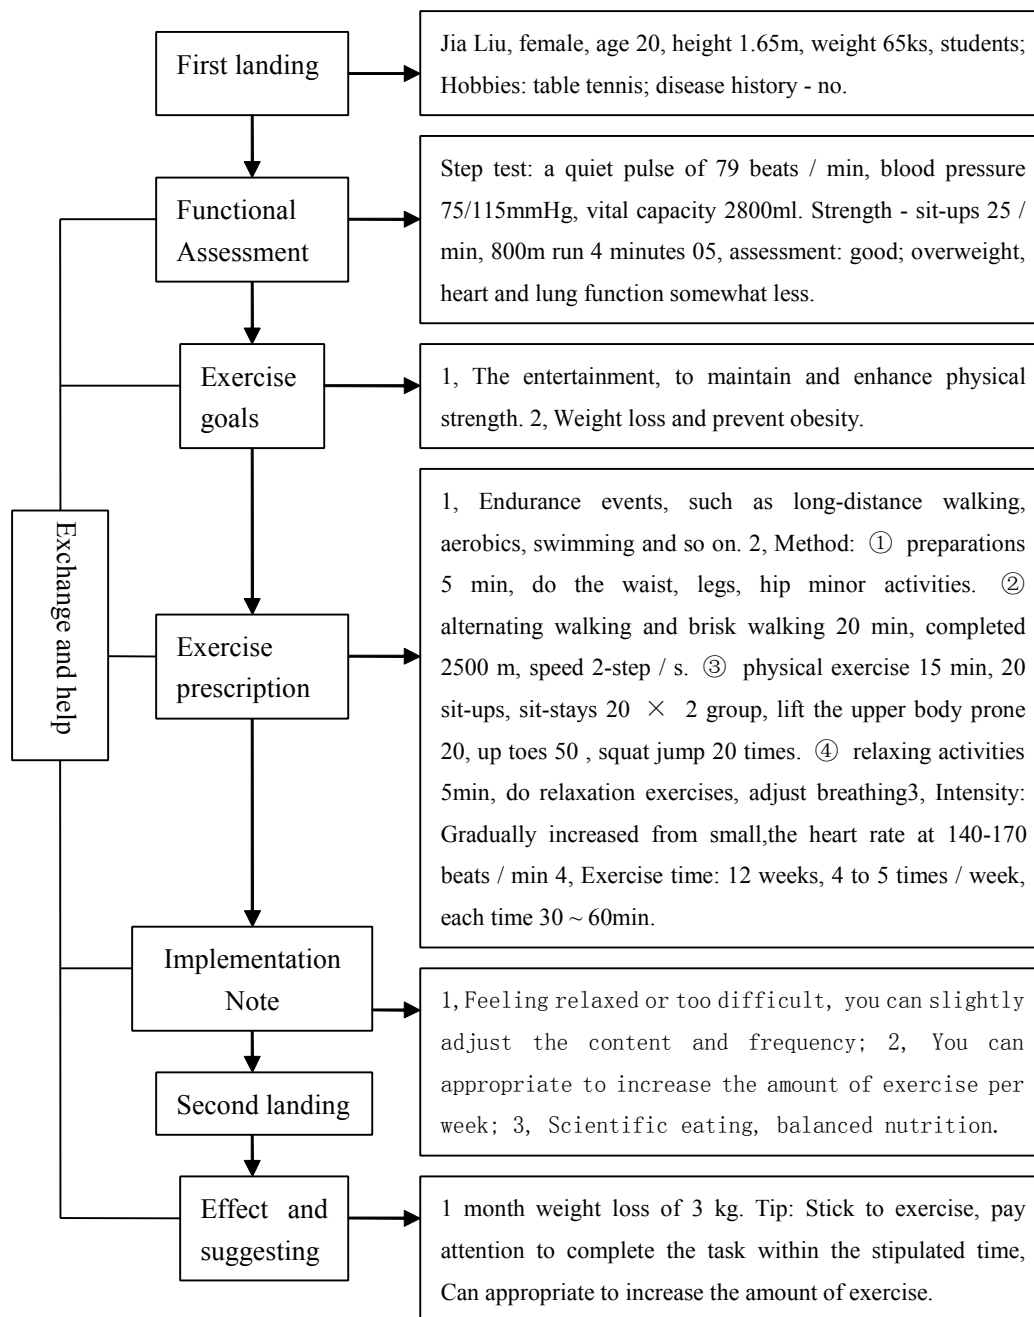 First landing
Jia Liu, female, age 20, height 1.65m, weight 65ks, students;
Hobbies: table tennis; disease history - no.
Functional
Assessment
Step test: a quiet pulse of 79 beats / min, blood pressure
75/115mmHg, vital capacity 2800ml. Strength - sit-ups 25 /
min, 800m run 4 minutes 05, assessment: good; overweight,
heart and lung function somewhat less.
Exercise
goals
1, The entertainment, to maintain and enhance physical
strength. 2, Weight loss and prevent obesity.
Exchange and help
Exercise
prescription
1, Endurance events, such as long-distance walking,
aerobics, swimming and so on. 2, Method: ① preparations
5 min, do the waist, legs, hip minor activities. ②
alternating walking and brisk walking 20 min, completed
2500 m, speed 2-step / s. ③ physical exercise 15 min, 20
sit-ups, sit-stays 20 × 2 group, lift the upper body prone
20, up toes 50 , squat jump 20 times. ④ relaxing activities
5min, do relaxation exercises, adjust breathing3, Intensity:
Gradually increased from small,the heart rate at 140-170
beats / min 4, Exercise time: 12 weeks, 4 to 5 times / week,
each time 30 ~ 60min.
Implementation
Note
1,Feeling relaxed or too difficult, you can slightly
adjust the content and frequency; 2, You can
appropriate to increase the amount of exercise per
week; 3, Scientific eating, balanced nutrition.
Second landing
Effect and
suggesting
1 month weight loss of 3 kg. Tip: Stick to exercise, pay
attention to complete the task within the stipulated time,
Can appropriate to increase the amount of exercise.